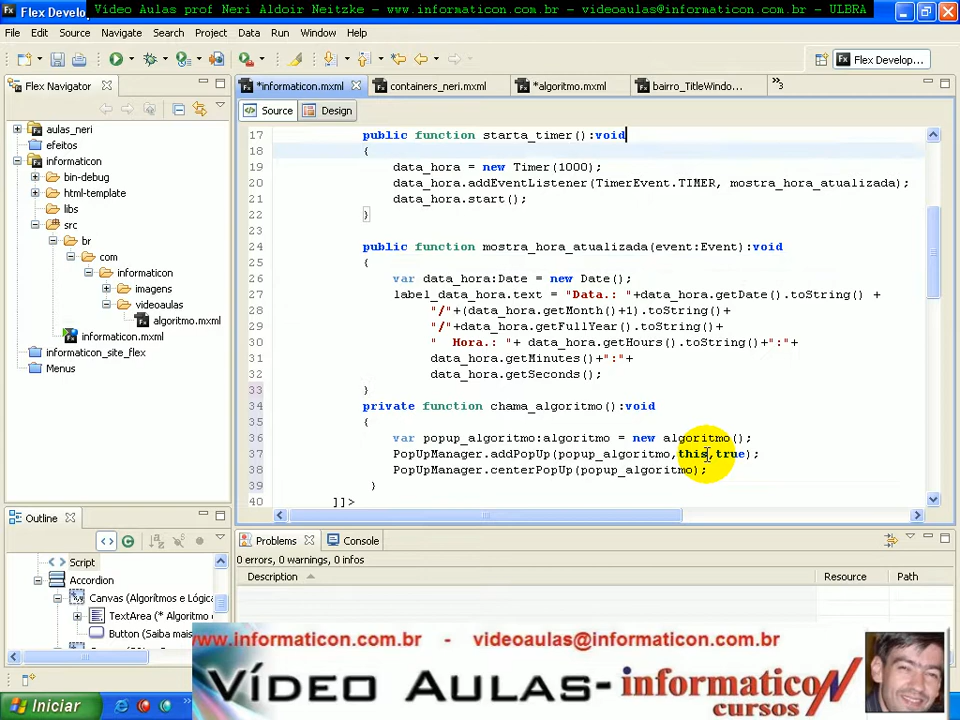 Flex Develo
Vídeo Aulas prof Neri Aldoir Neitzke - www.informaticon.com.br - videoaulas@informaticon.com.br - ULBRA
File Edit Source Navigate Search Project Data Run Window Help
Flex Develop...
Flex Navigator
*informaticon.mxml containers_neri.mxml *algoritmo.mxml bairro_TitleWindo... »3
Source Design
aulas_neri
efeitos
informaticon
bin-debug
html-template
libs
src
br
com
informaticon
imagens
videoaulas
algoritmo.mxml
informaticon.mxml
informaticon_site_flex
Menus
17 public function starta_timer():void
18 {
19 data_hora = new Timer(1000);
20 data_hora.addEventListener(TimerEvent.TIMER, mostra_hora_atualizada);
21 data_hora.start();
22 }
23
24 public function mostra_hora_atualizada(event:Event):void
25 {
26 var data_hora:Date = new Date();
27 label_data_hora.text = "Data.: "+data_hora.getDate().toString() +
28 "/"+(data_hora.getMonth()+1).toString()+
29 "/"+data_hora.getFullYear().toString()+
30 "  Hora.: "+ data_hora.getHours().toString()+":"+
31 data_hora.getMinutes()+":"+
32 data_hora.getSeconds();
33 }
34 private function chama_algoritmo():void
35 {
36 var popup_algoritmo:algoritmo = new algoritmo();
37 PopUpManager.addPopUp(popup_algoritmo,this,true);
38 PopUpManager.centerPopUp(popup_algoritmo);
39 }
40 ]]>
Outline
Script
Accordion
Canvas (Algoritmos e Lógica
TextArea (* Algoritmo
Button (Saiba mais
Problems Console
0 errors, 0 warnings, 0 infos
Description Resource Path
www.informaticon.com.br - videoaulas@informaticon.com.br
Vídeo Aulas- informaticon
cursos
Iniciar